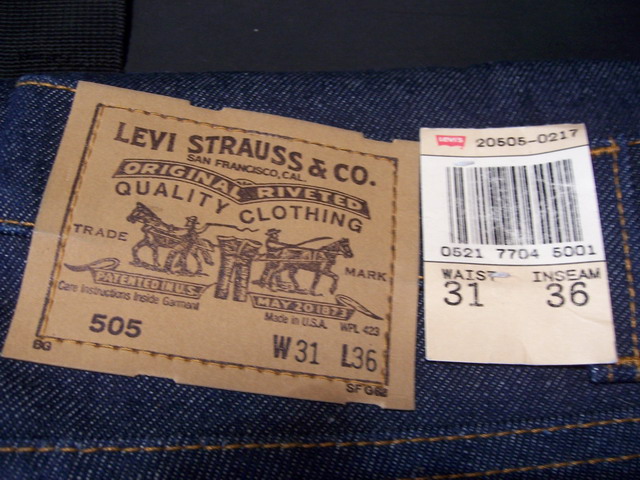 LEVI STRAUSS & CO.
SAN FRANCISCO, CAL.
ORIGINAL RIVETED
QUALITY CLOTHING
TRADE MARK
PATENTED IN U.S.
MAY 20 1873
Care Instructions Inside Garment
Made in U.S.A. WPL 423
505
W31 L36
BG
SFG62
Levi's 20505-0217
0521 7704 5001
WAIST INSEAM
31 36